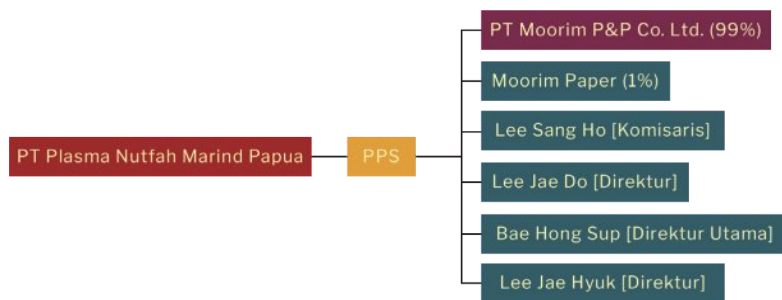 PT Plasma Nutfah Marind Papua
PPS
PT Moorim P&P Co. Ltd. (99%)
Moorim Paper (1%)
Lee Sang Ho [Komisaris]
Lee Jae Do [Direktur]
Bae Hong Sup [Direktur Utama]
Lee Jae Hyuk [Direktur]